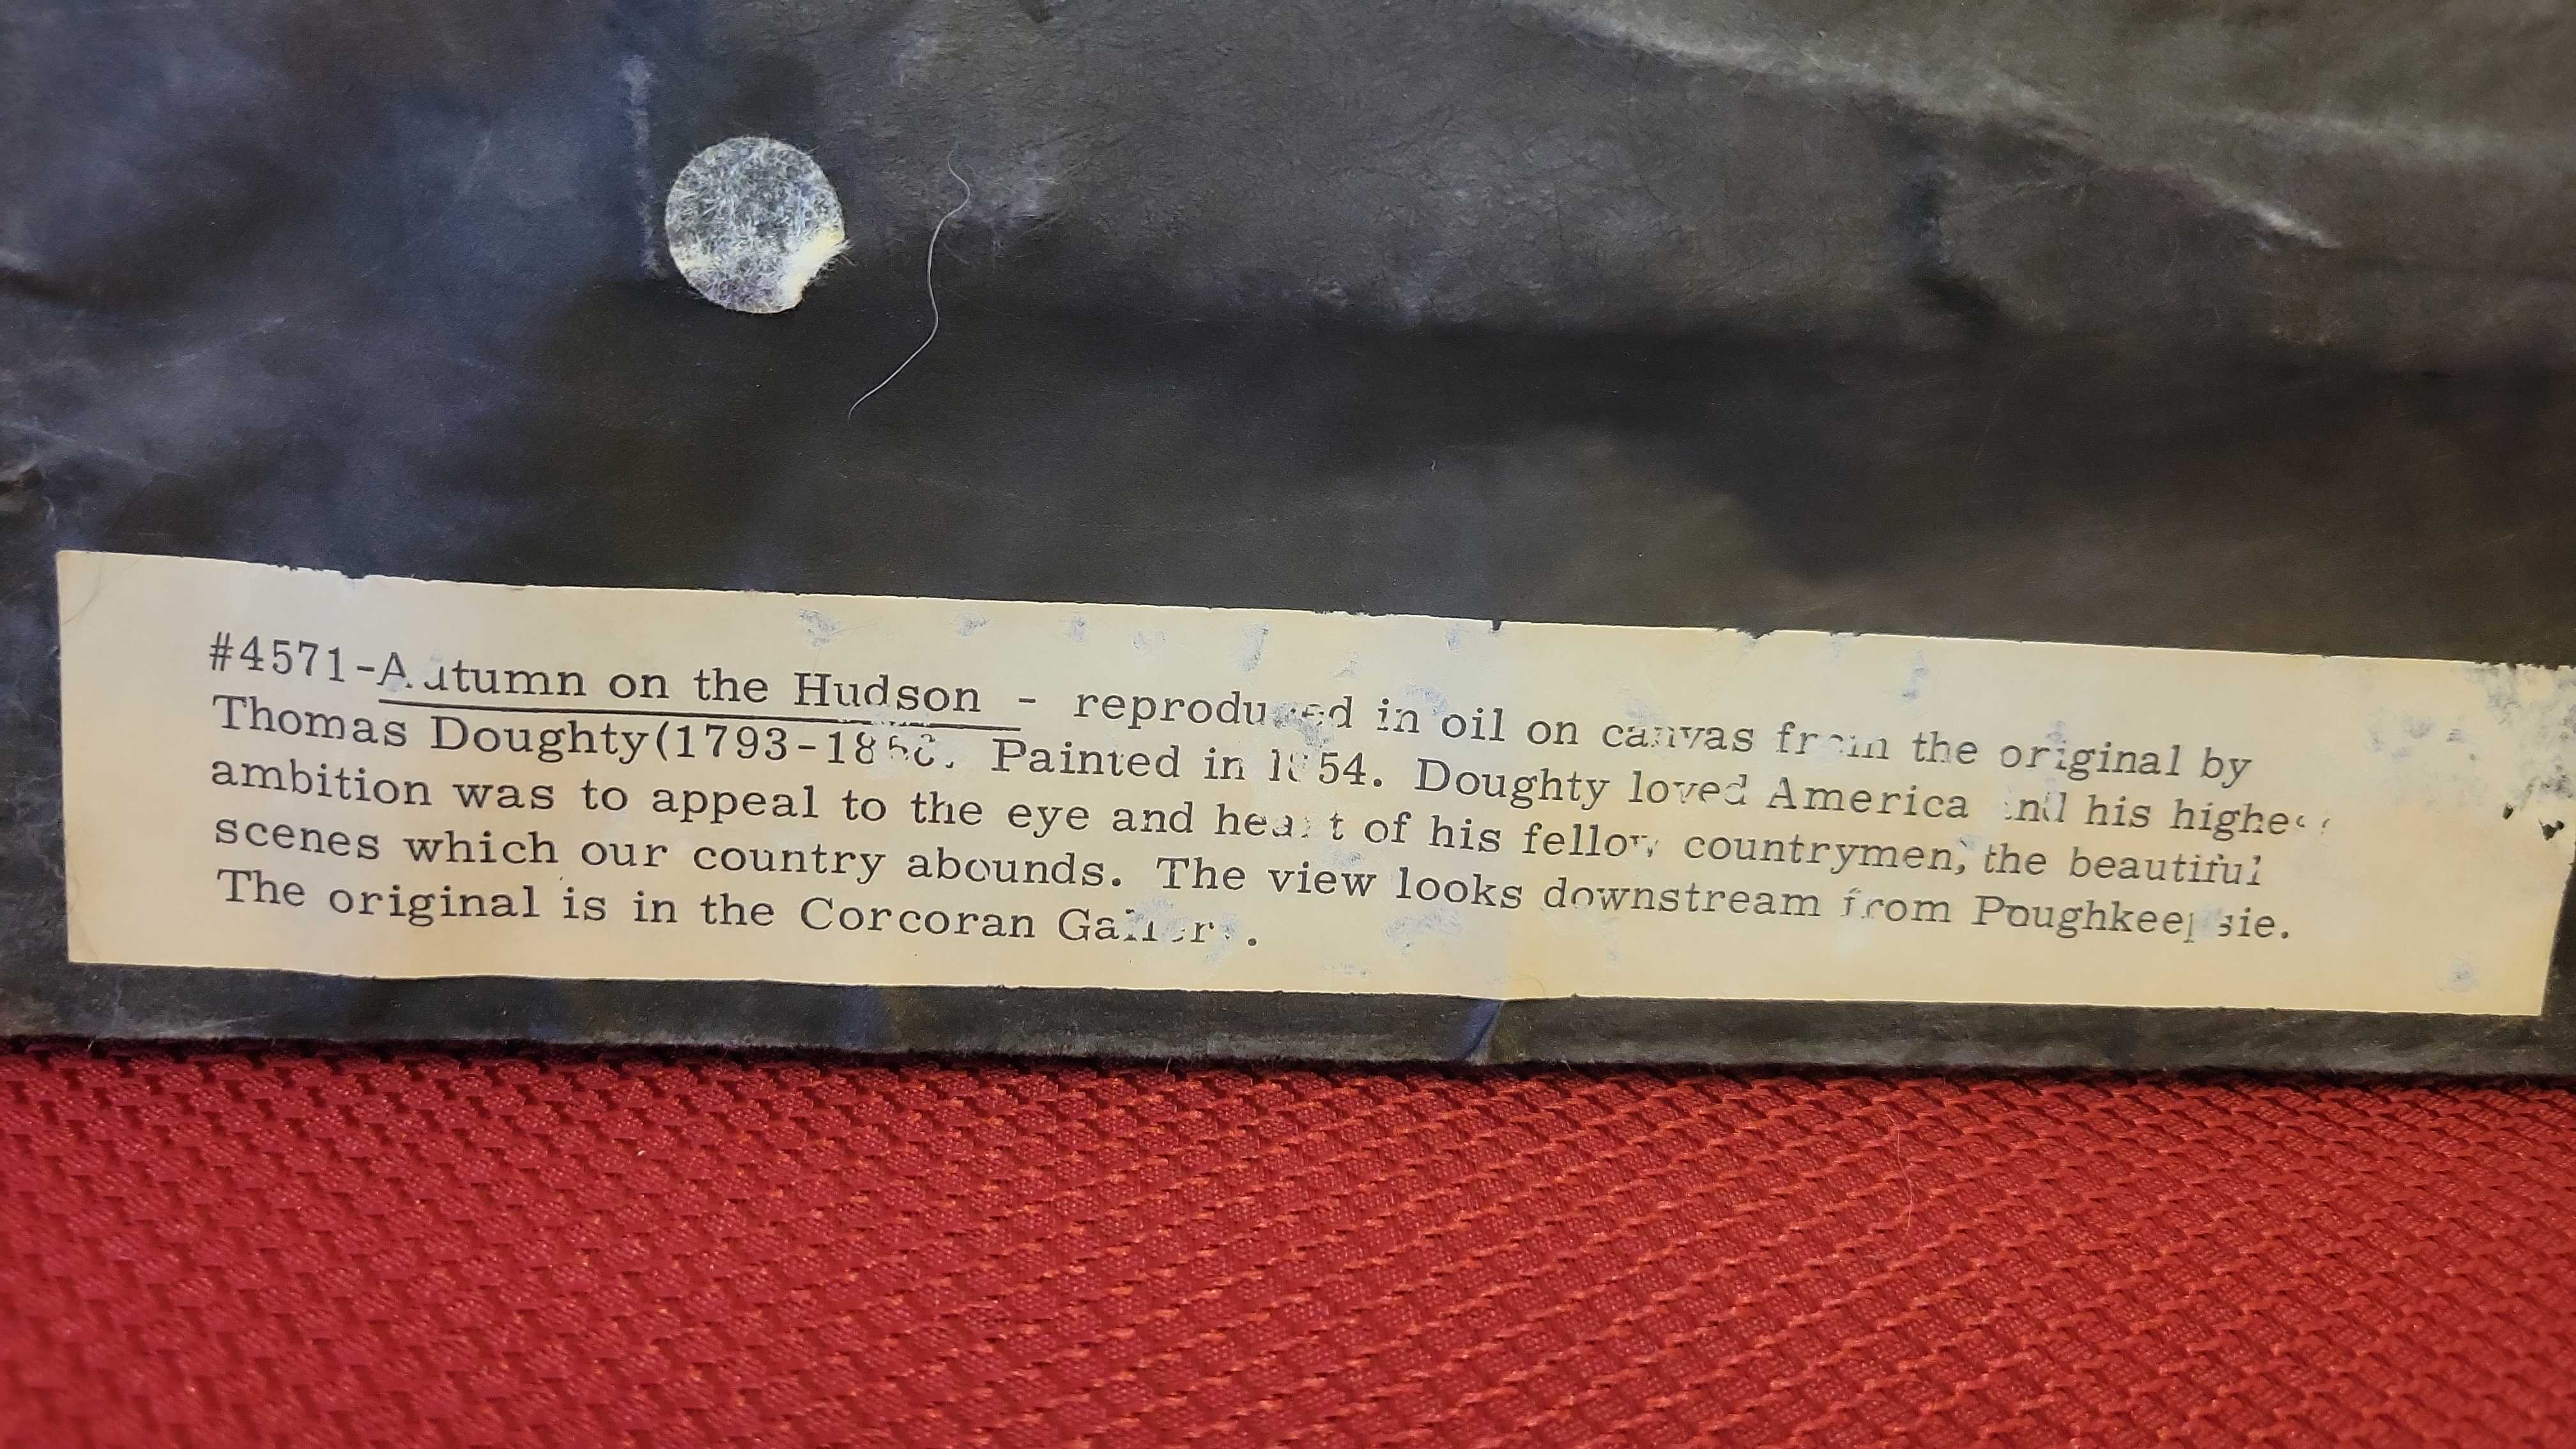 #4571-Autumn on the Hudson - reproduced in oil on canvas from the original by
Thomas Doughty(1793-1856. Painted in 1854. Doughty loved America and his highest
ambition was to appeal to the eye and heart of his fellow countrymen, the beautiful
scenes which our country abounds. The view looks downstream from Poughkeepsie.
The original is in the Corcoran Gallery.